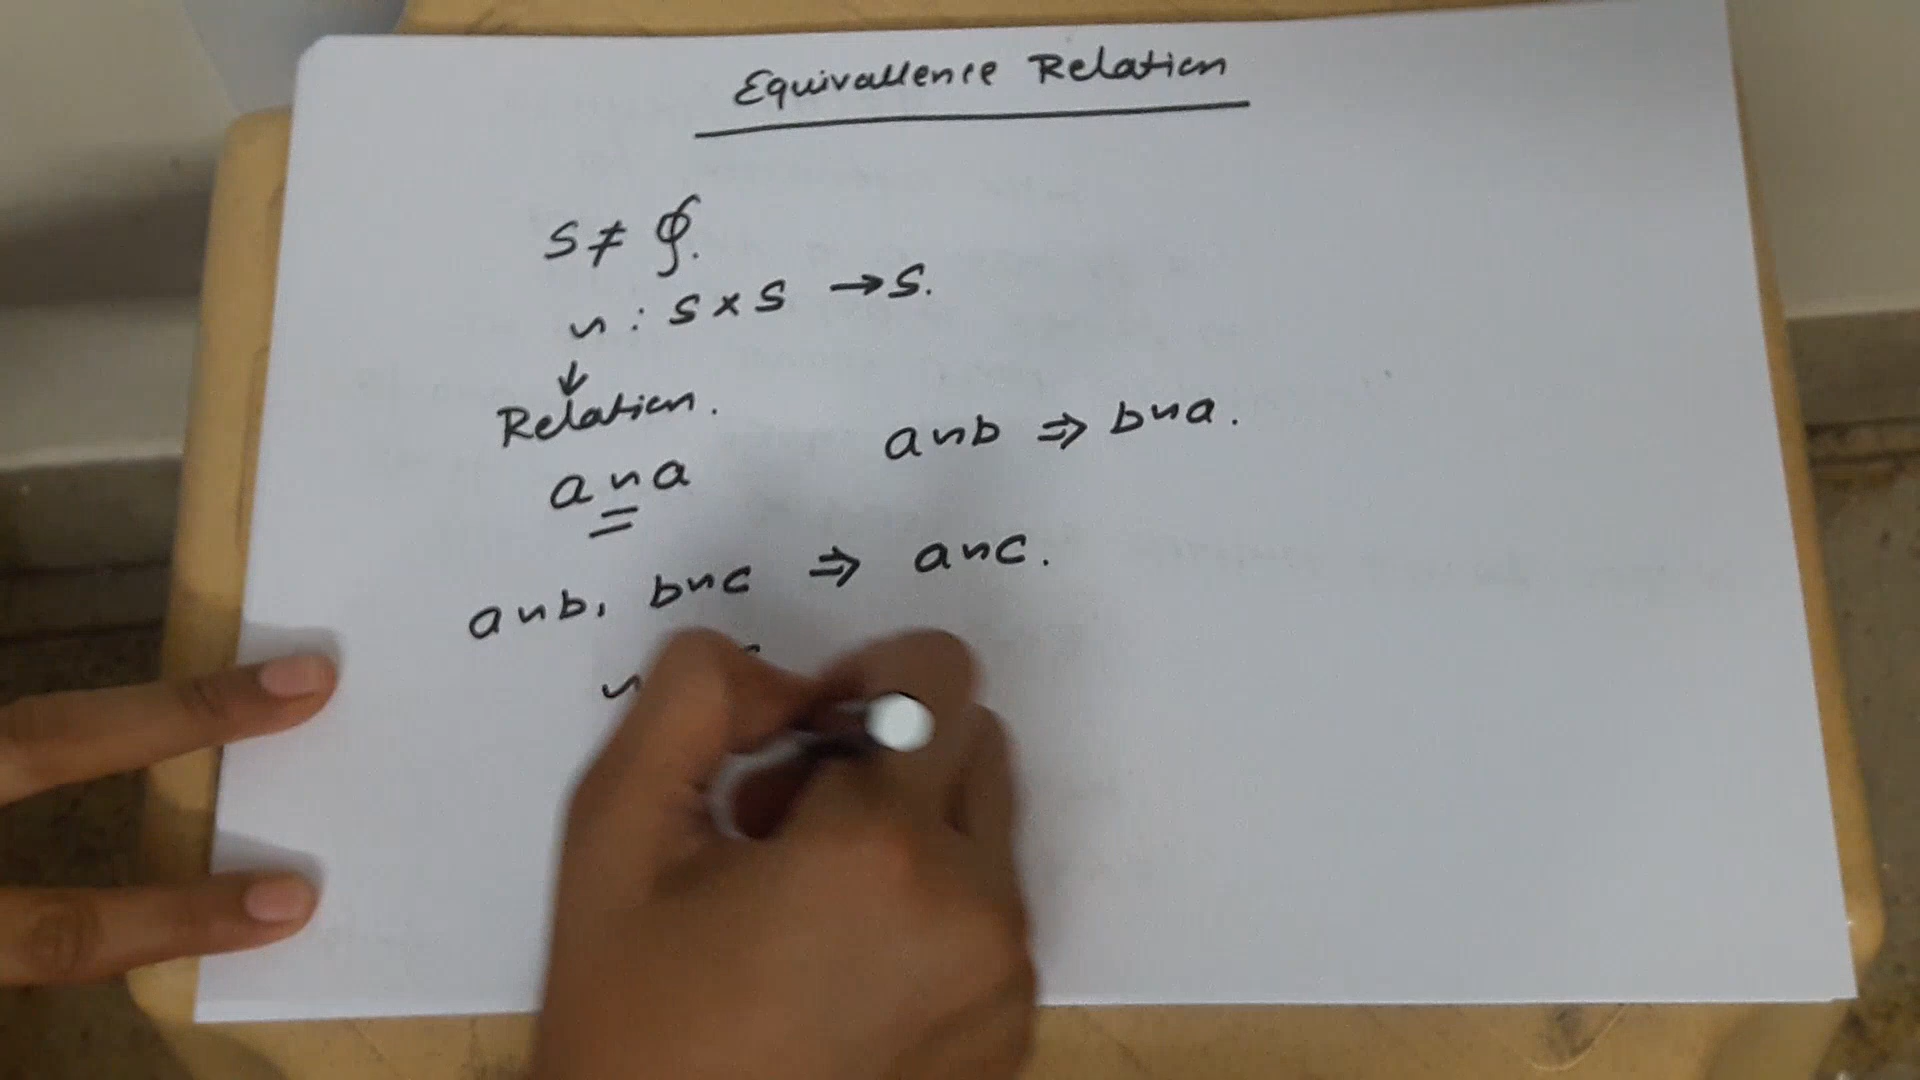 Equivallence Relation
S ≠ φ.
~ : S × S → S.
↓
Relation.
a ~ a
a ~ b ⇒ b ~ a.
a ~ b, b ~ c ⇒ a ~ c.
~